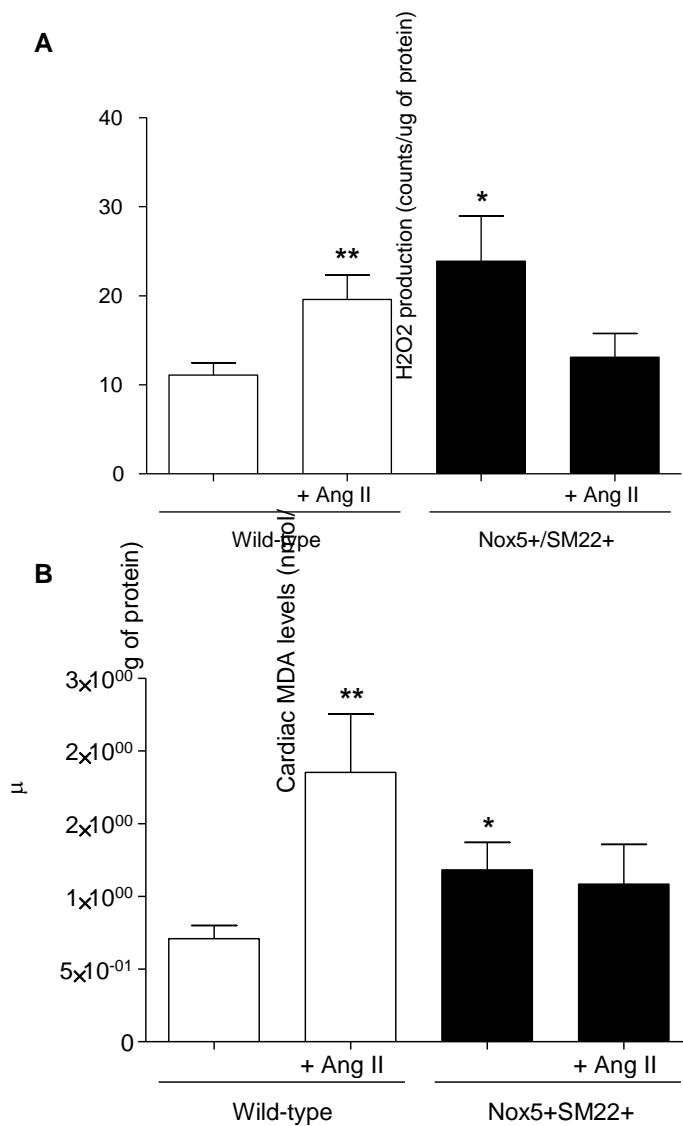 A
H2O2 production (counts/ug of protein)
40
30
20
10
0
**
*
+ Ang II
+ Ang II
Wild-type
Nox5+/SM22+
B
Cardiac MDA levels (nmol/
μ
g of protein)
3×10⁰⁰
2×10⁰⁰
2×10⁰⁰
1×10⁰⁰
5×10⁻⁰¹
0
**
*
+ Ang II
+ Ang II
Wild-type
Nox5+SM22+